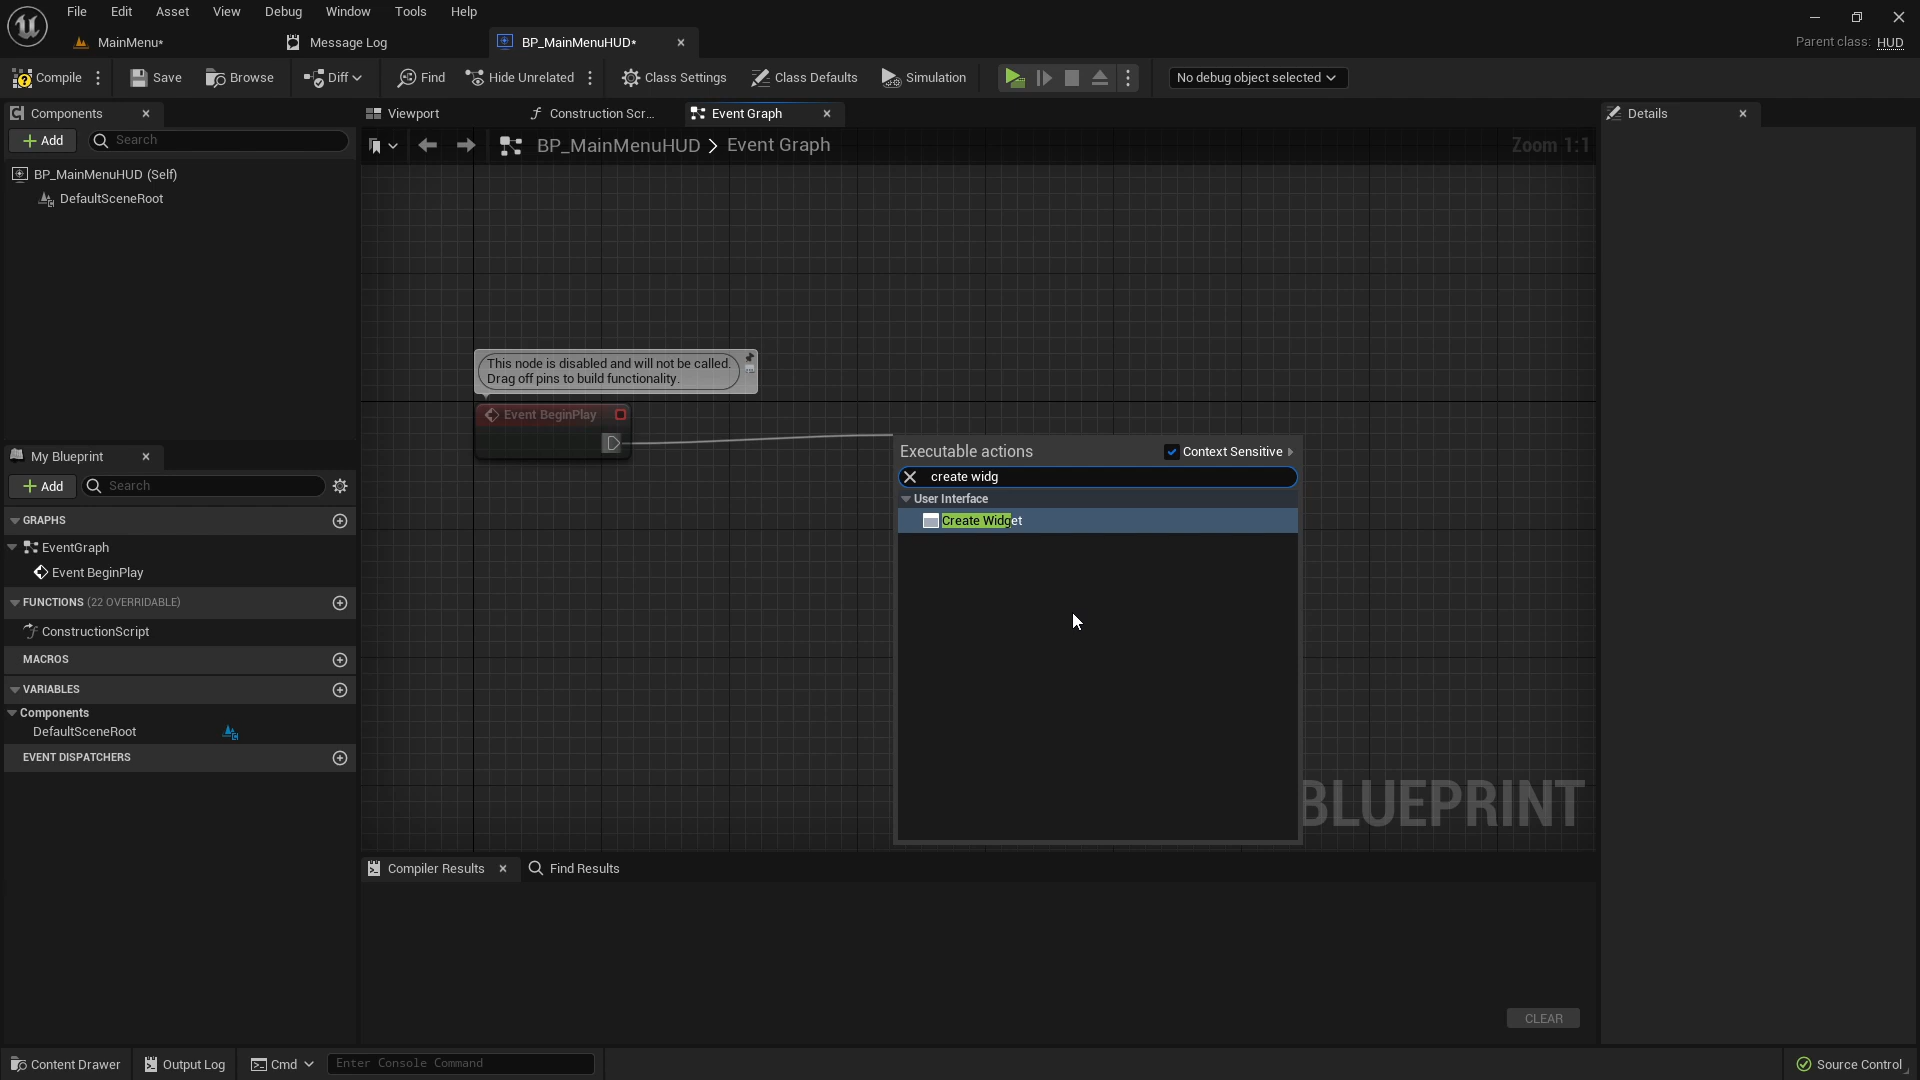 File Edit Asset View Debug Window Tools Help
MainMenu* Message Log BP_MainMenuHUD* Parent class: HUD
Compile Save Browse Diff Find Hide Unrelated Class Settings Class Defaults Simulation No debug object selected
Components Viewport Construction Scr... Event Graph Details
Add Search BP_MainMenuHUD > Event Graph Zoom 1:1
BP_MainMenuHUD (Self)
DefaultSceneRoot
This node is disabled and will not be called.
Drag off pins to build functionality.
Event BeginPlay
Executable actions Context Sensitive
create widg
User Interface
Create Widget
My Blueprint
Add Search
GRAPHS
EventGraph
Event BeginPlay
FUNCTIONS (22 OVERRIDABLE)
ConstructionScript
MACROS
VARIABLES
Components
DefaultSceneRoot
EVENT DISPATCHERS
BLUEPRINT
Compiler Results Find Results
CLEAR
Content Drawer Output Log Cmd Enter Console Command Source Control